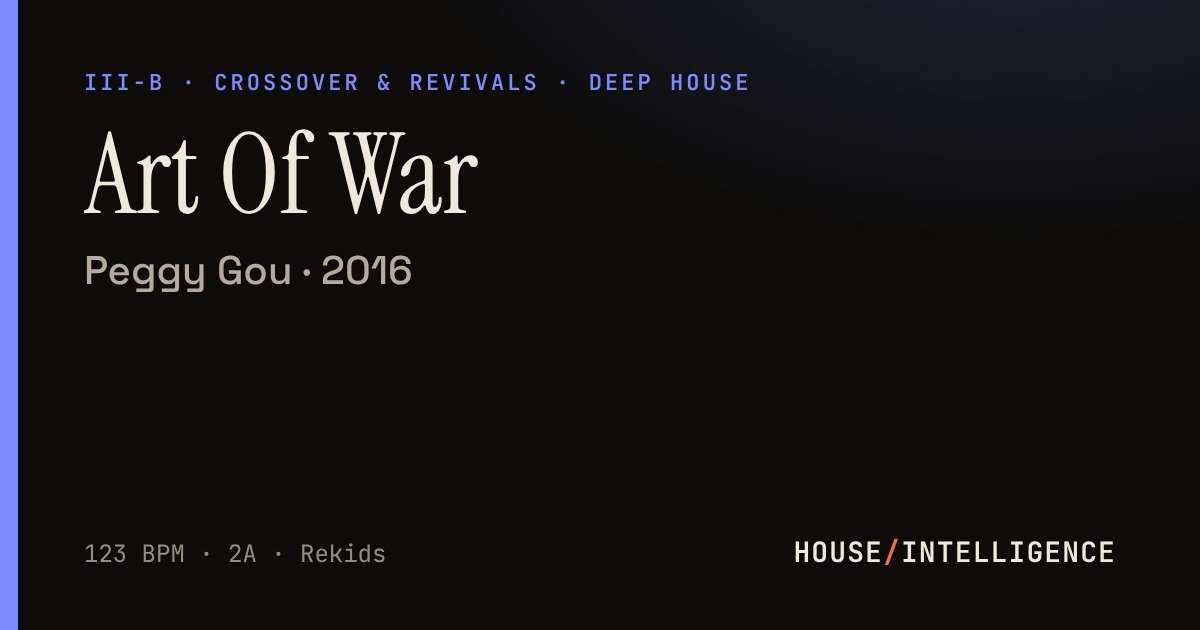 III-B · CROSSOVER & REVIVALS · DEEP HOUSE
Art Of War
Peggy Gou · 2016
123 BPM · 2A · Rekids
HOUSE/INTELLIGENCE